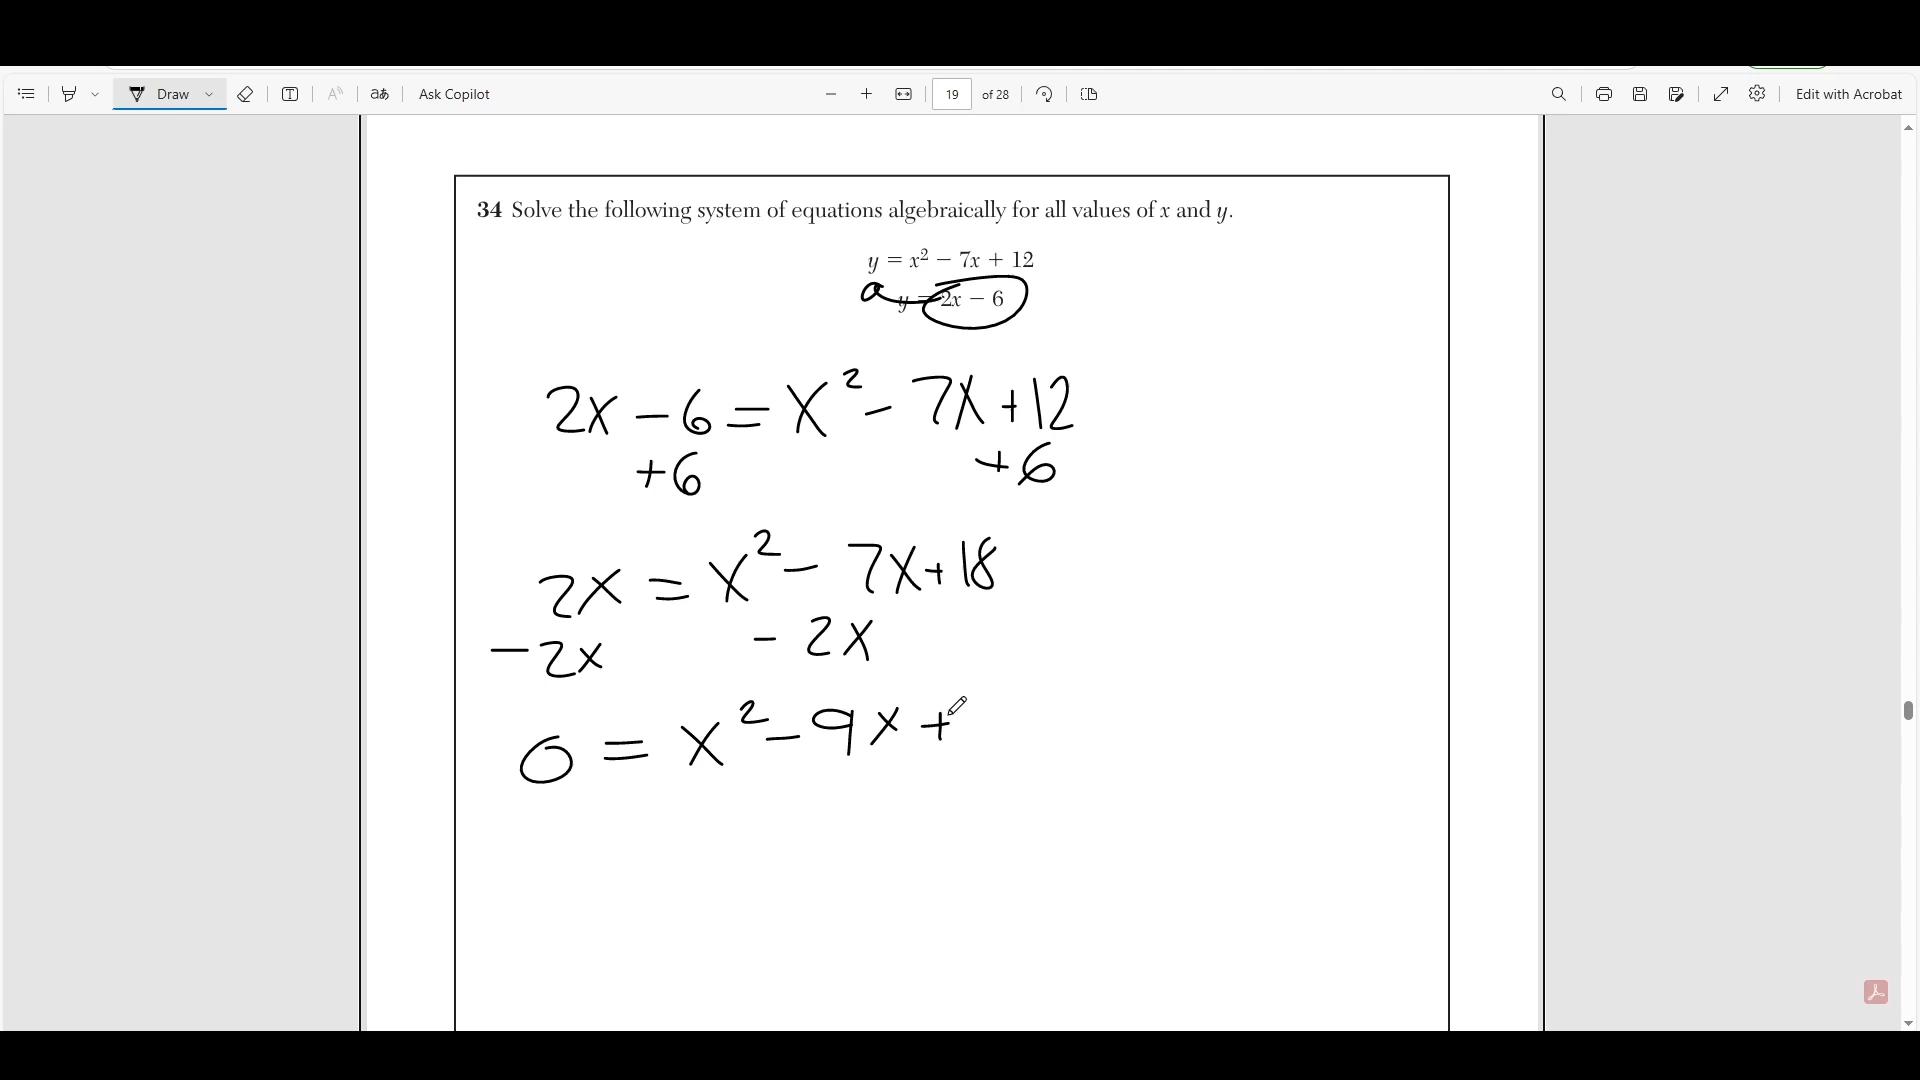 Draw aあ Ask Copilot 19 of 28 Edit with Acrobat
34 Solve the following system of equations algebraically for all values of x and y.
y = x² − 7x + 12
y = 2x − 6
2x − 6 = x² − 7x + 12
+6 +6
2x = x² − 7x + 18
− 2x − 2x
0 = x² − 9x +